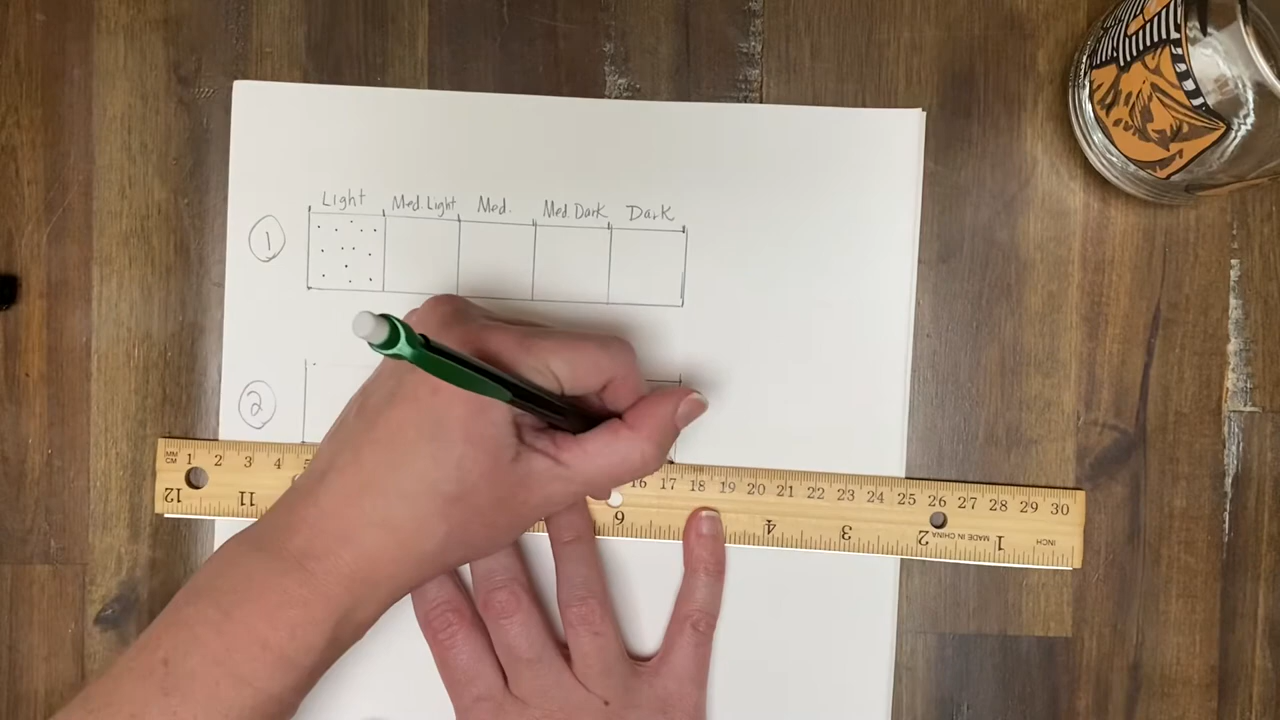 Light Med. Light Med. Med. Dark Dark
1
2
MM
CM
1 2 3 4 5 16 17 18 19 20 21 22 23 24 25 26 27 28 29 30
12 11 6 4 3 2 MADE IN CHINA 1 INCH